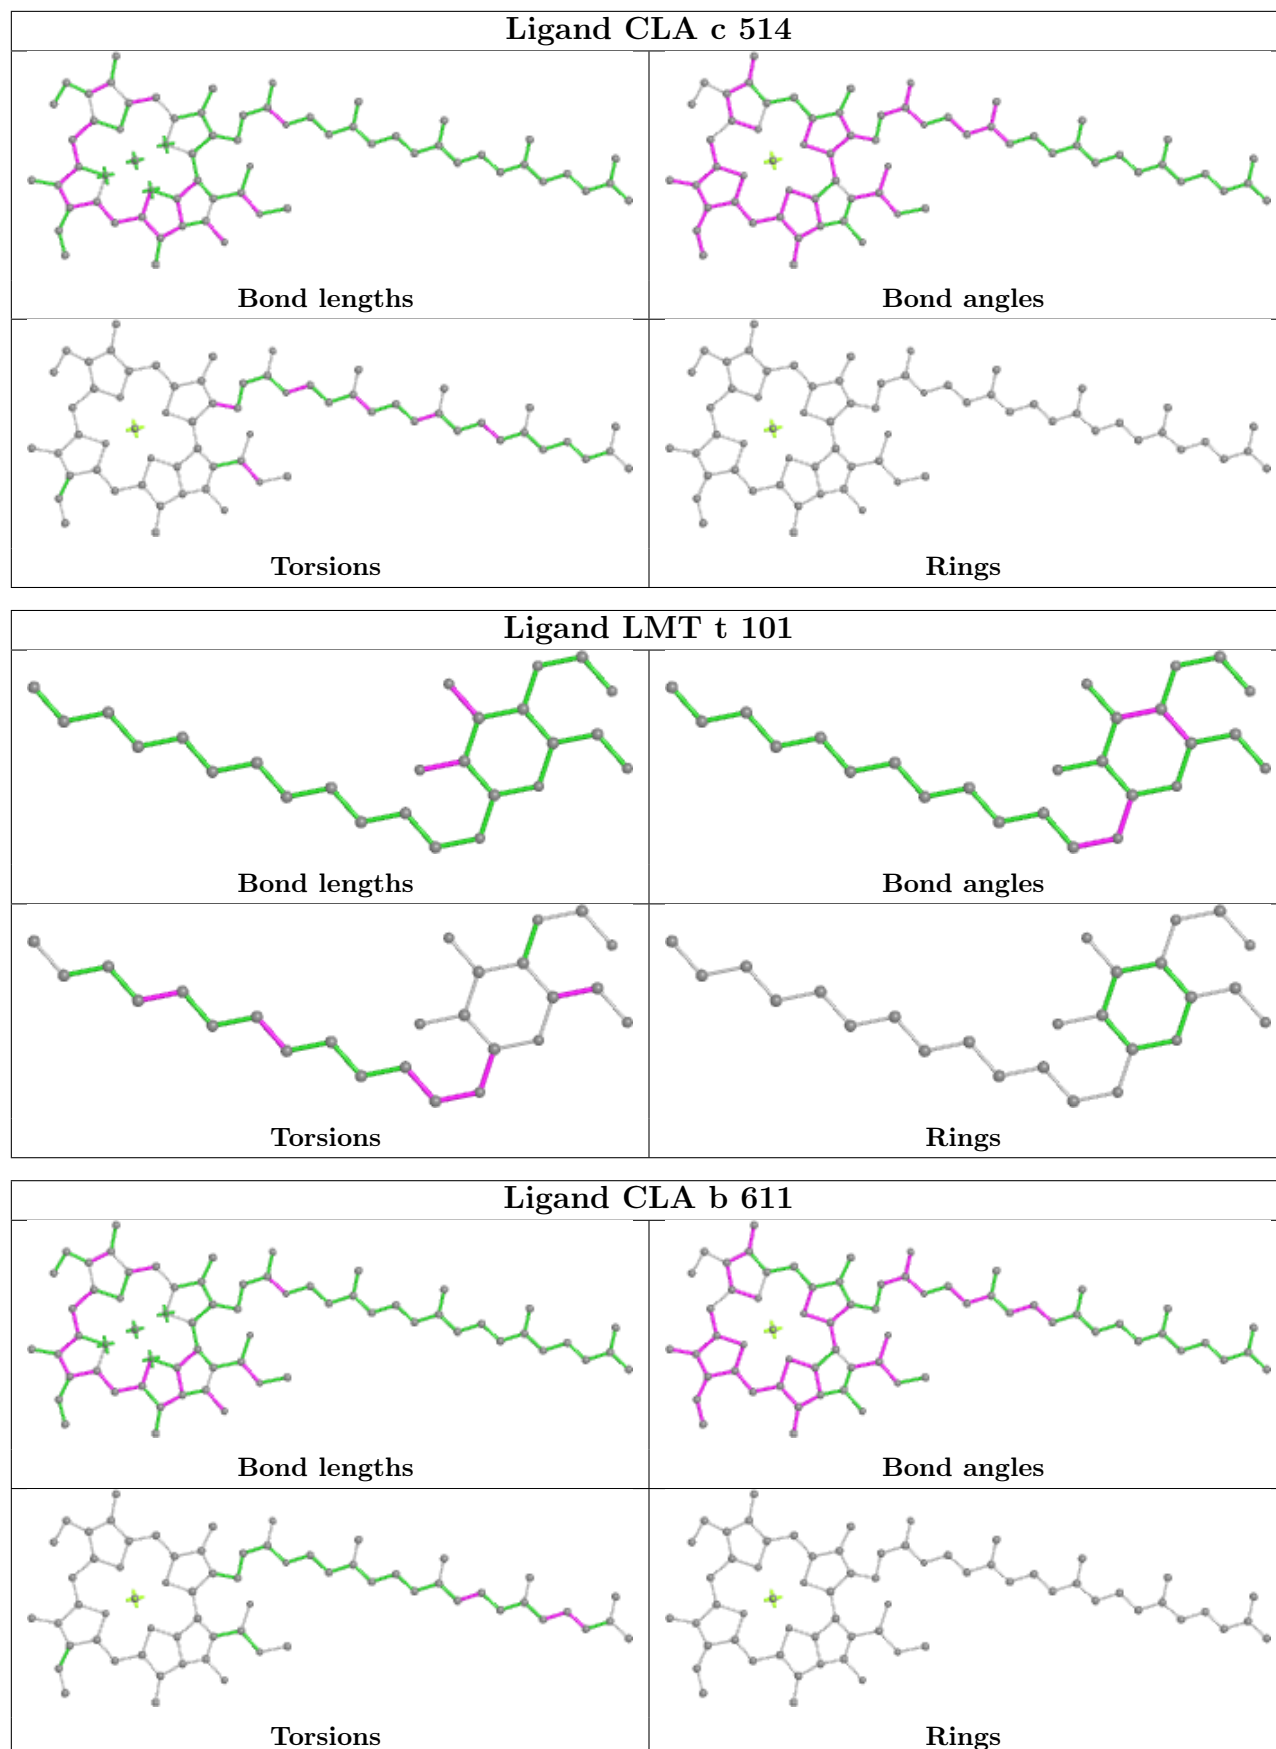 Ligand CLA c 514
Bond lengths
Bond angles
Torsions
Rings
Ligand LMT t 101
Bond lengths
Bond angles
Torsions
Rings
Ligand CLA b 611
Bond lengths
Bond angles
Torsions
Rings